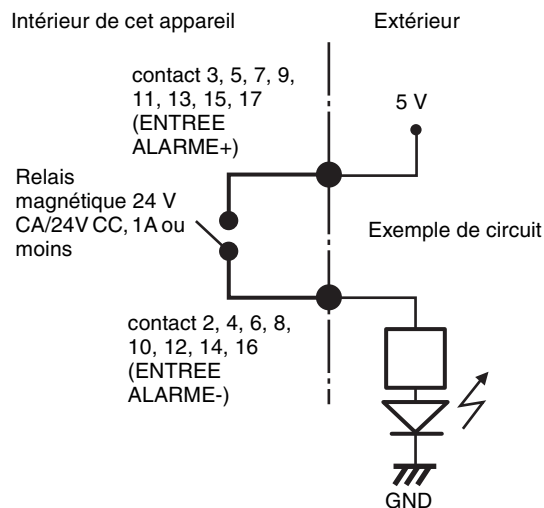 Intérieur de cet appareil
Extérieur
contact 3, 5, 7, 9,
11, 13, 15, 17
(ENTREE
ALARME+)
5 V
Relais
magnétique 24 V
CA/24V CC, 1A ou
moins
Exemple de circuit
contact 2, 4, 6, 8,
10, 12, 14, 16
(ENTREE
ALARME-)
GND